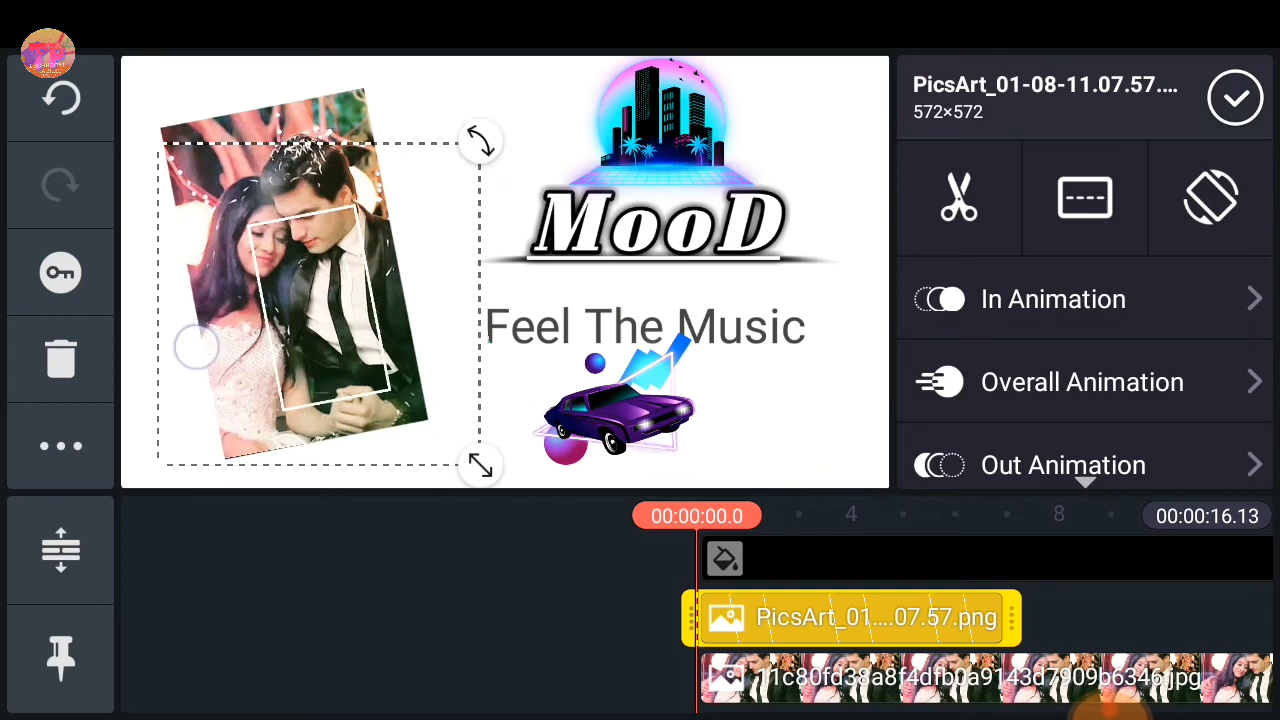 PicsArt_01-08-11.07.57....
572×572
MooD
Feel The Music
In Animation
Overall Animation
Out Animation
00:00:00.0
4
8
00:00:16.13
PicsArt_01....07.57.png
11c80fd38a8f4dfb0a9143d7909b6346.jpg